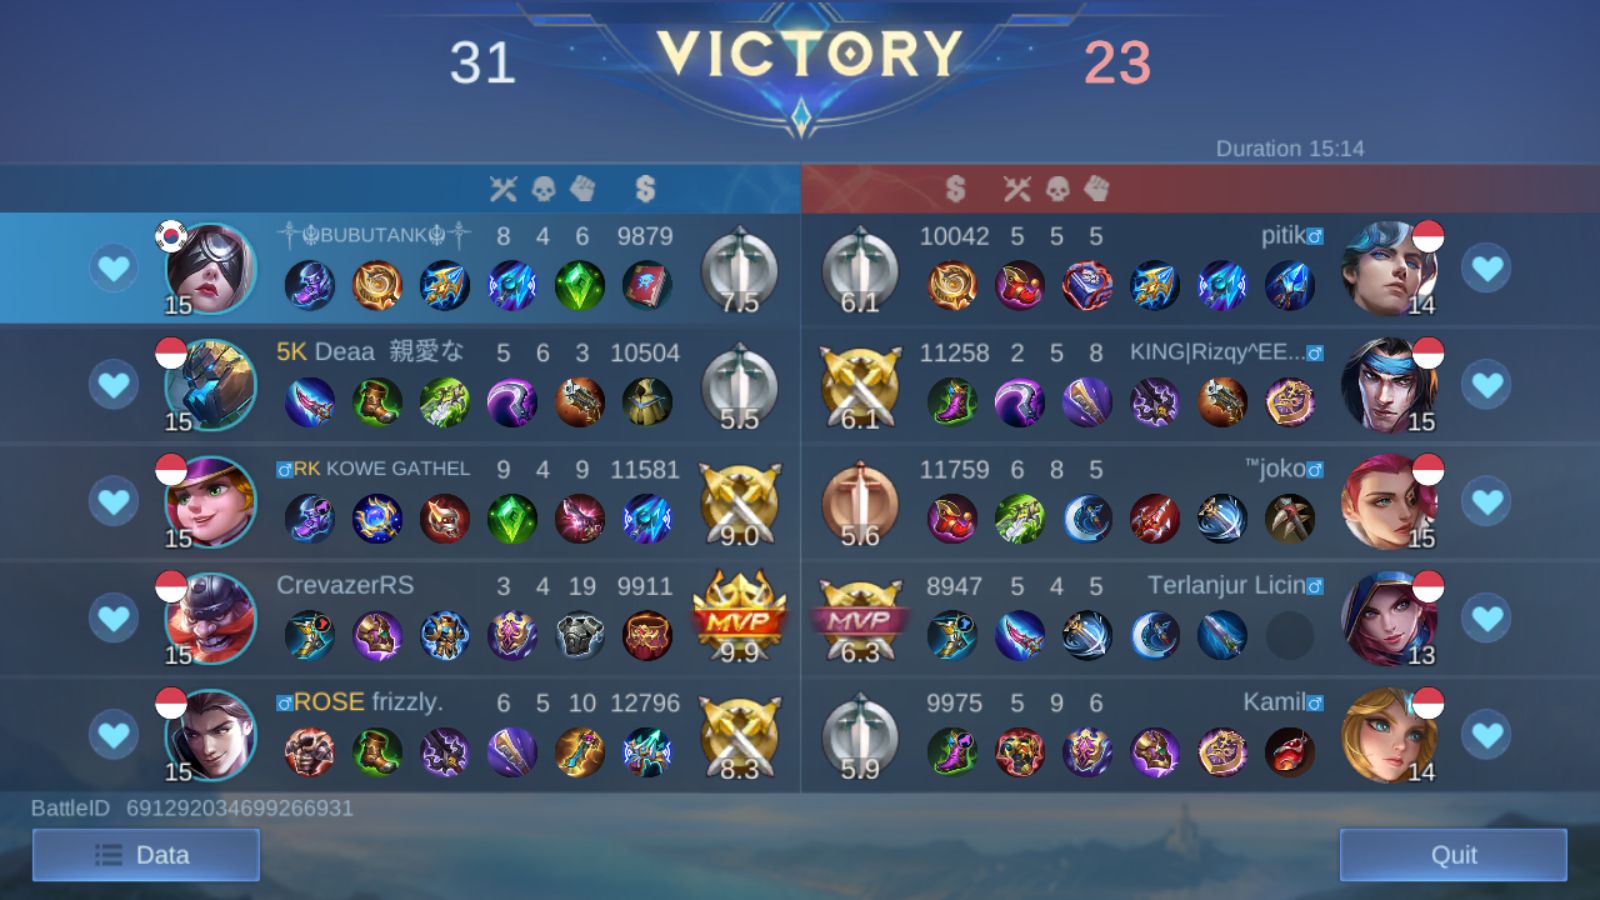 31 VICTORY 23
Duration 15:14
BUBUTANK 8 4 6 9879
15 7.5
10042 5 5 5 pitik
6.1 14
5K Deaa 親愛な 5 6 3 10504
15 5.5
11258 2 5 8 KING|Rizqy^EE...
6.1 15
RK KOWE GATHEL 9 4 9 11581
15 9.0
11759 6 8 5 ™joko
5.6 15
CrevazerRS 3 4 19 9911
MVP
15 9.9
8947 5 4 5 Terlanjur Licin
MVP
6.3 13
ROSE frizzly. 6 5 10 12796
15 8.3
9975 5 9 6 Kamil
5.9 14
BattleID 691292034699266931
Data
Quit